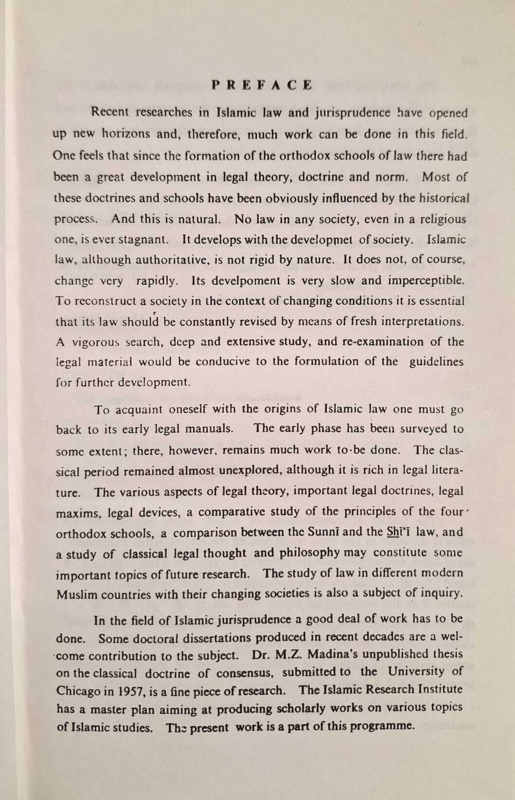 PREFACE
Recent researches in Islamic law and jurisprudence have opened
up new horizons and, therefore, much work can be done in this field.
One feels that since the formation of the orthodox schools of law there had
been a great development in legal theory, doctrine and norm. Most of
these doctrines and schools have been obviously influenced by the historical
process. And this is natural. No law in any society, even in a religious
one, is ever stagnant. It develops with the developmet of society. Islamic
law, although authoritative, is not rigid by nature. It does not, of course,
change very rapidly. Its develpoment is very slow and imperceptible.
To reconstruct a society in the context of changing conditions it is essential
that its law should be constantly revised by means of fresh interpretations.
A vigorous search, deep and extensive study, and re-examination of the
legal material would be conducive to the formulation of the guidelines
for further development.
To acquaint oneself with the origins of Islamic law one must go
back to its early legal manuals. The early phase has been surveyed to
some extent; there, however, remains much work to be done. The clas-
sical period remained almost unexplored, although it is rich in legal litera-
ture. The various aspects of legal theory, important legal doctrines, legal
maxims, legal devices, a comparative study of the principles of the four
orthodox schools, a comparison between the Sunnī and the Shī‘ī law, and
a study of classical legal thought and philosophy may constitute some
important topics of future research. The study of law in different modern
Muslim countries with their changing societies is also a subject of inquiry.
In the field of Islamic jurisprudence a good deal of work has to be
done. Some doctoral dissertations produced in recent decades are a wel-
come contribution to the subject. Dr. M.Z. Madina's unpublished thesis
on the classical doctrine of consensus, submitted to the University of
Chicago in 1957, is a fine piece of research. The Islamic Research Institute
has a master plan aiming at producing scholarly works on various topics
of Islamic studies. The present work is a part of this programme.